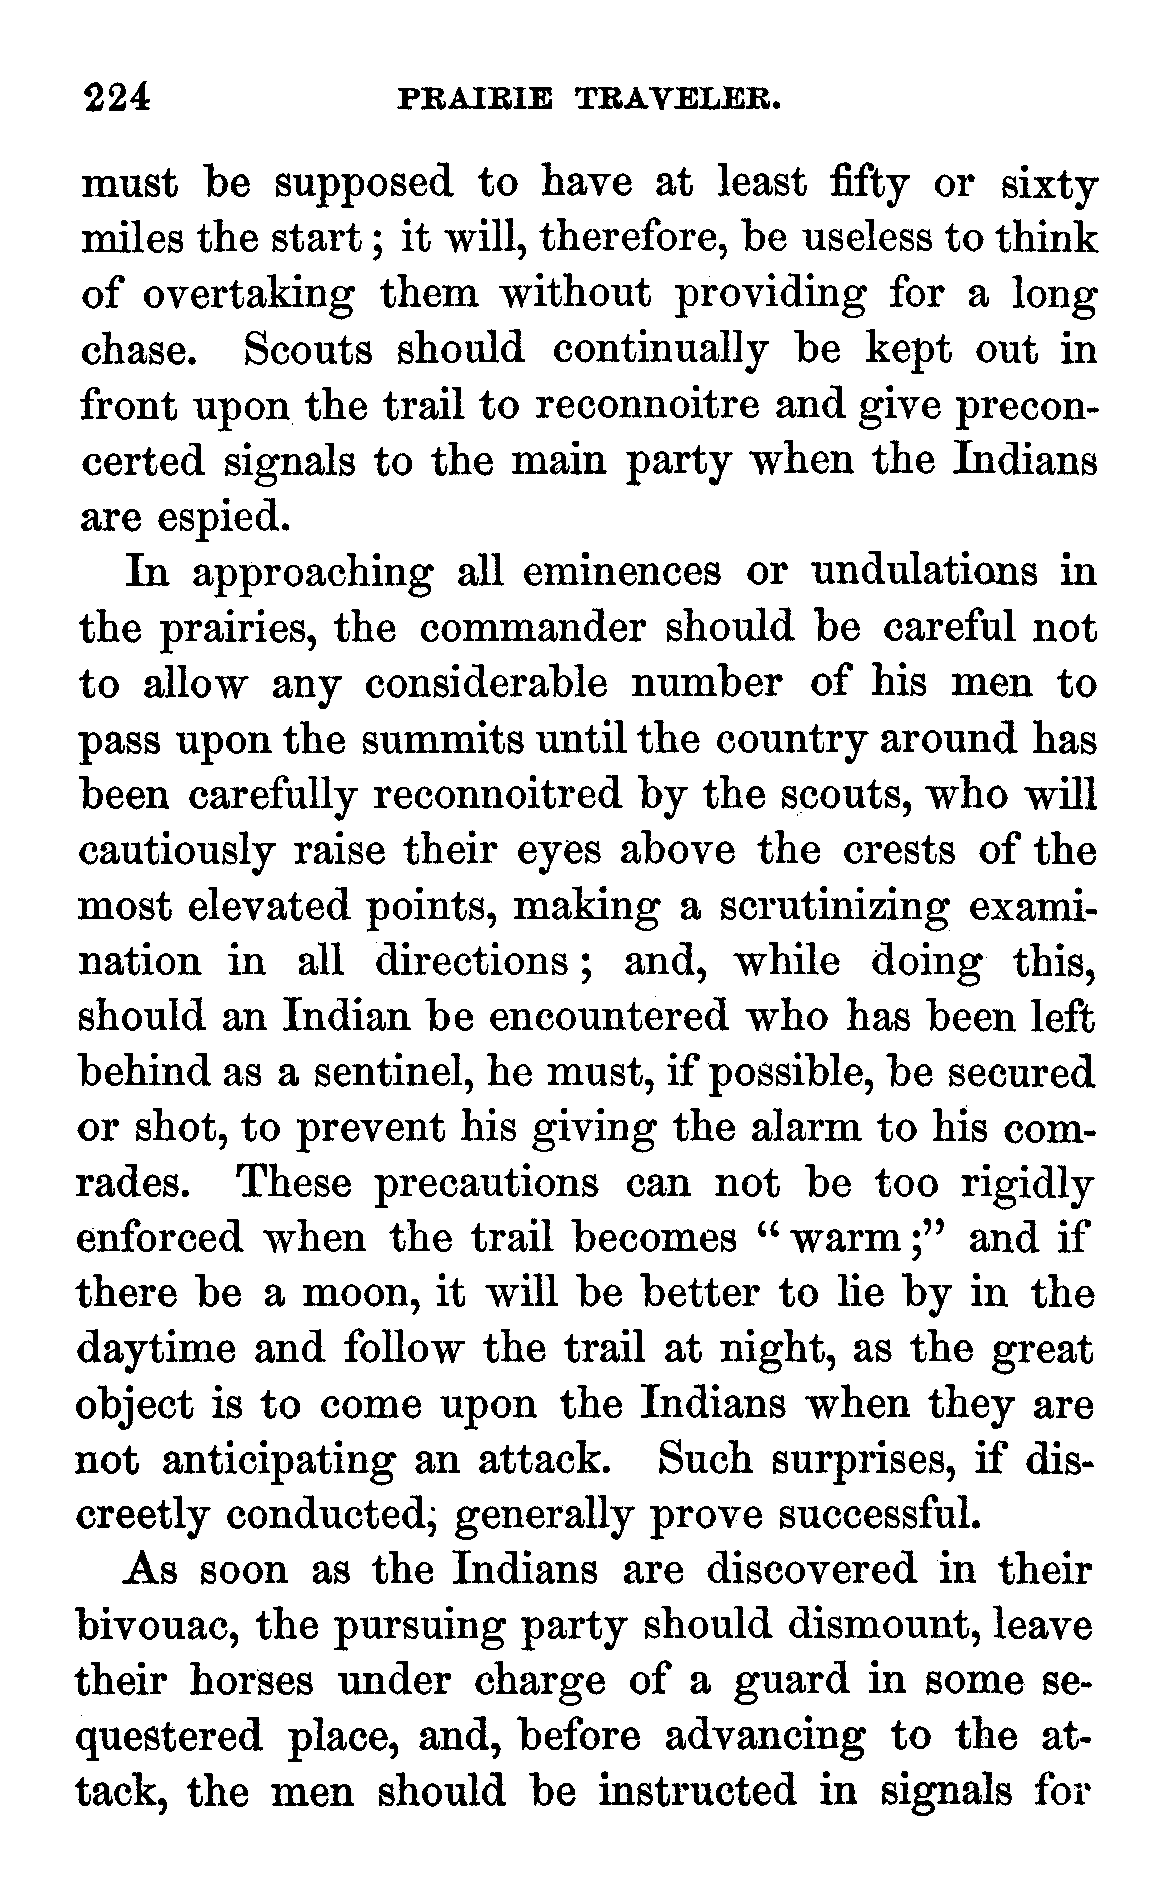 224 PRAIRIE TRAVELER.
must be supposed to have at least fifty or sixty
miles the start; it will, therefore, be useless to think
of overtaking them without providing for a long
chase. Scouts should continually be kept out in
front upon the trail to reconnoitre and give precon-
certed signals to the main party when the Indians
are espied.
In approaching all eminences or undulations in
the prairies, the commander should be careful not
to allow any considerable number of his men to
pass upon the summits until the country around has
been carefully reconnoitred by the scouts, who will
cautiously raise their eyes above the crests of the
most elevated points, making a scrutinizing exami-
nation in all directions; and, while doing this,
should an Indian be encountered who has been left
behind as a sentinel, he must, if possible, be secured
or shot, to prevent his giving the alarm to his com-
rades. These precautions can not be too rigidly
enforced when the trail becomes "warm;" and if
there be a moon, it will be better to lie by in the
daytime and follow the trail at night, as the great
object is to come upon the Indians when they are
not anticipating an attack. Such surprises, if dis-
creetly conducted; generally prove successful.
As soon as the Indians are discovered in their
bivouac, the pursuing party should dismount, leave
their horses under charge of a guard in some se-
questered place, and, before advancing to the at-
tack, the men should be instructed in signals for